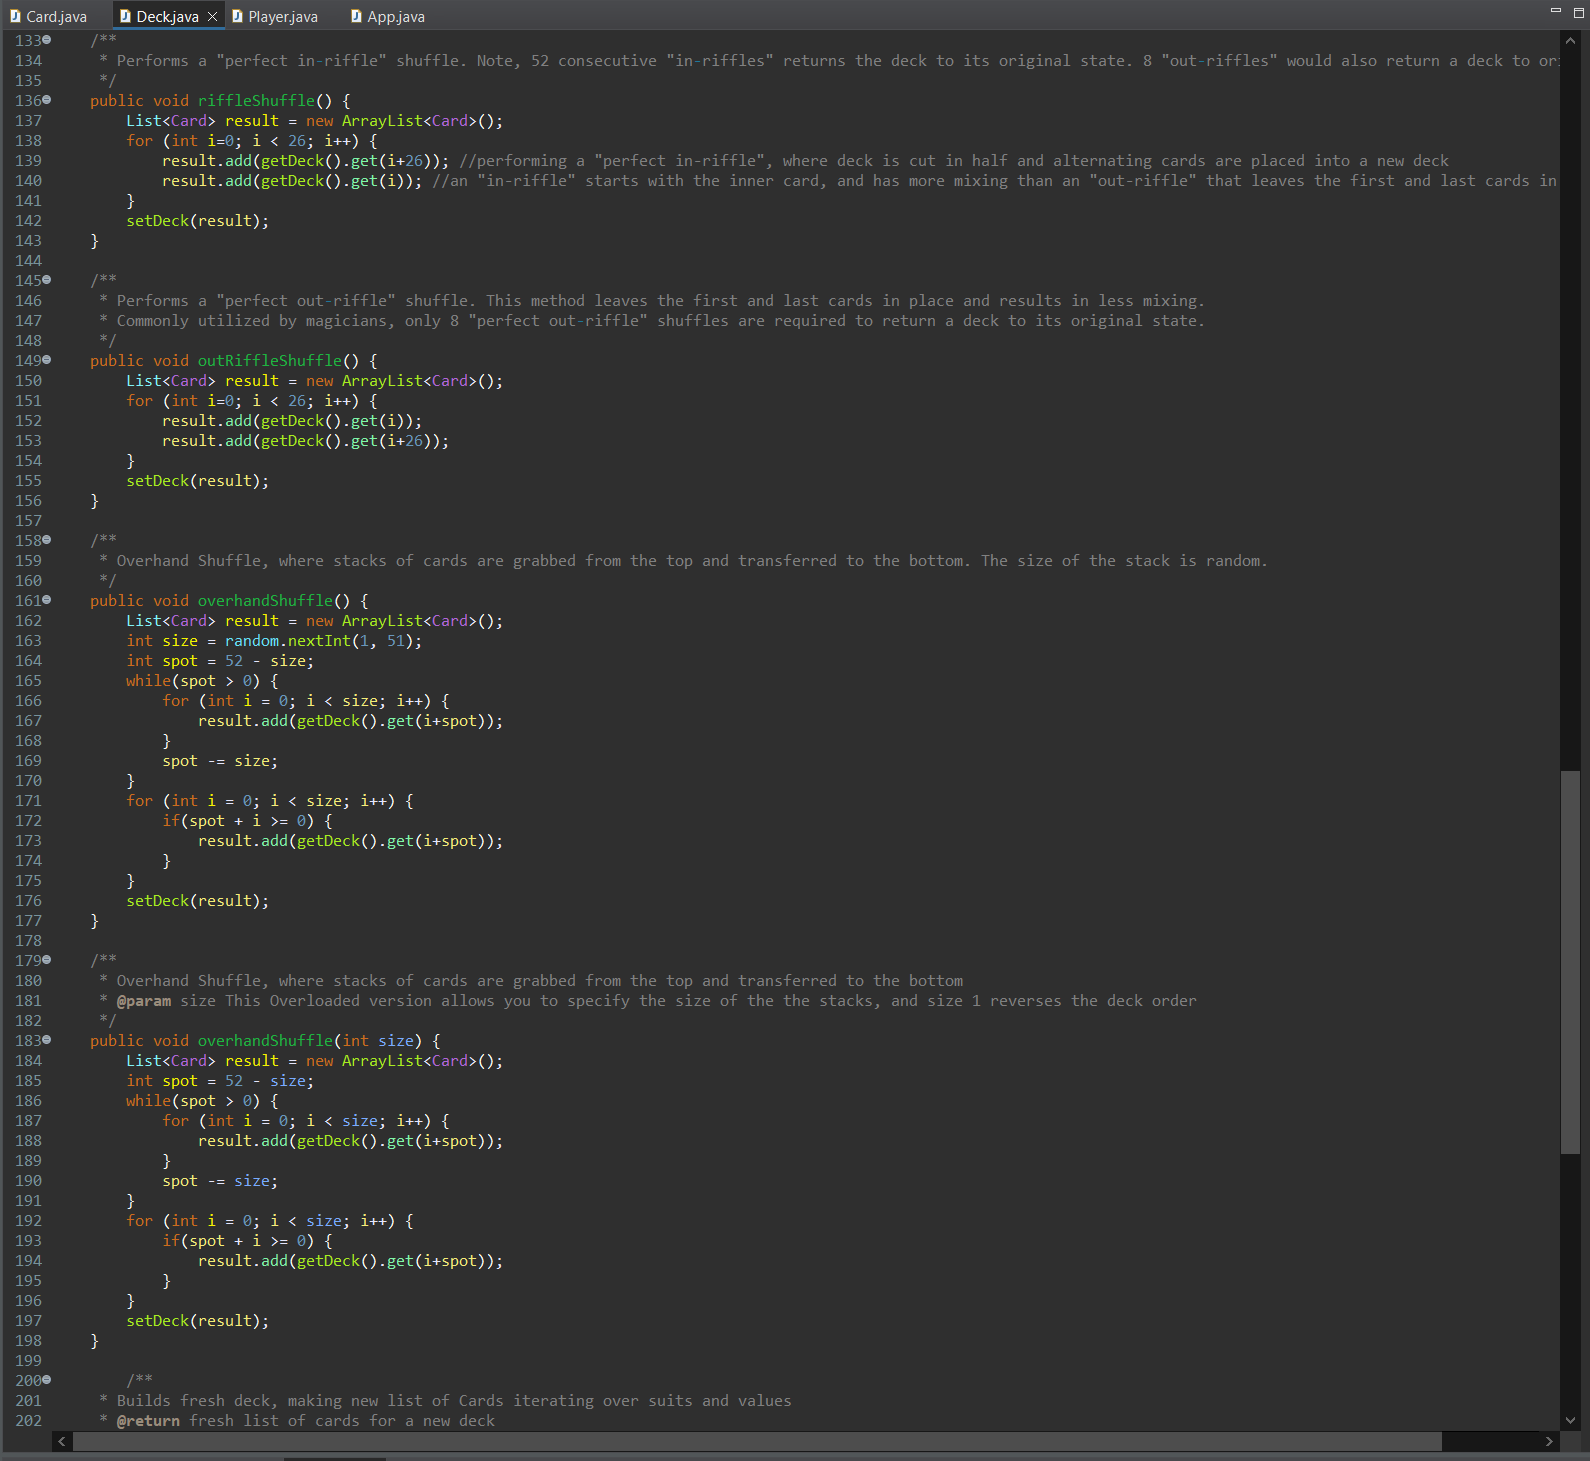 Card.java Deck.java Player.java App.java
133 /**
134 * Performs a "perfect in-riffle" shuffle. Note, 52 consecutive "in-riffles" returns the deck to its original state. 8 "out-riffles" would also return a deck to ori
135 */
136 public void riffleShuffle() {
137 List<Card> result = new ArrayList<Card>();
138 for (int i=0; i < 26; i++) {
139 result.add(getDeck().get(i+26)); //performing a "perfect in-riffle", where deck is cut in half and alternating cards are placed into a new deck
140 result.add(getDeck().get(i)); //an "in-riffle" starts with the inner card, and has more mixing than an "out-riffle" that leaves the first and last cards in
141 }
142 setDeck(result);
143 }
144
145 /**
146 * Performs a "perfect out-riffle" shuffle. This method leaves the first and last cards in place and results in less mixing.
147 * Commonly utilized by magicians, only 8 "perfect out-riffle" shuffles are required to return a deck to its original state.
148 */
149 public void outRiffleShuffle() {
150 List<Card> result = new ArrayList<Card>();
151 for (int i=0; i < 26; i++) {
152 result.add(getDeck().get(i));
153 result.add(getDeck().get(i+26));
154 }
155 setDeck(result);
156 }
157
158 /**
159 * Overhand Shuffle, where stacks of cards are grabbed from the top and transferred to the bottom. The size of the stack is random.
160 */
161 public void overhandShuffle() {
162 List<Card> result = new ArrayList<Card>();
163 int size = random.nextInt(1, 51);
164 int spot = 52 - size;
165 while(spot > 0) {
166 for (int i = 0; i < size; i++) {
167 result.add(getDeck().get(i+spot));
168 }
169 spot -= size;
170 }
171 for (int i = 0; i < size; i++) {
172 if(spot + i >= 0) {
173 result.add(getDeck().get(i+spot));
174 }
175 }
176 setDeck(result);
177 }
178
179 /**
180 * Overhand Shuffle, where stacks of cards are grabbed from the top and transferred to the bottom
181 * @param size This Overloaded version allows you to specify the size of the the stacks, and size 1 reverses the deck order
182 */
183 public void overhandShuffle(int size) {
184 List<Card> result = new ArrayList<Card>();
185 int spot = 52 - size;
186 while(spot > 0) {
187 for (int i = 0; i < size; i++) {
188 result.add(getDeck().get(i+spot));
189 }
190 spot -= size;
191 }
192 for (int i = 0; i < size; i++) {
193 if(spot + i >= 0) {
194 result.add(getDeck().get(i+spot));
195 }
196 }
197 setDeck(result);
198 }
199
200 /**
201 * Builds fresh deck, making new list of Cards iterating over suits and values
202 * @return fresh list of cards for a new deck